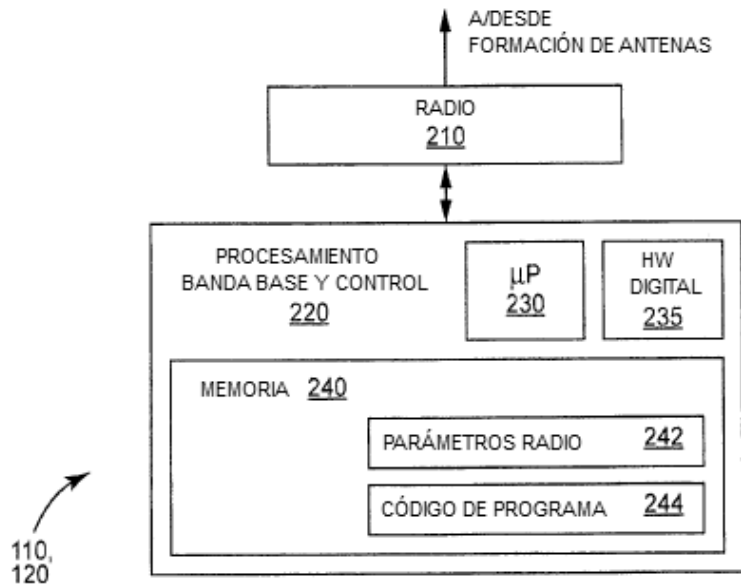 A/DESDE
FORMACIÓN DE ANTENAS
RADIO
210
PROCESAMIENTO
BANDA BASE Y CONTROL
220
μP
230
HW
DIGITAL
235
MEMORIA 240
PARÁMETROS RADIO 242
CÓDIGO DE PROGRAMA 244
110,
120